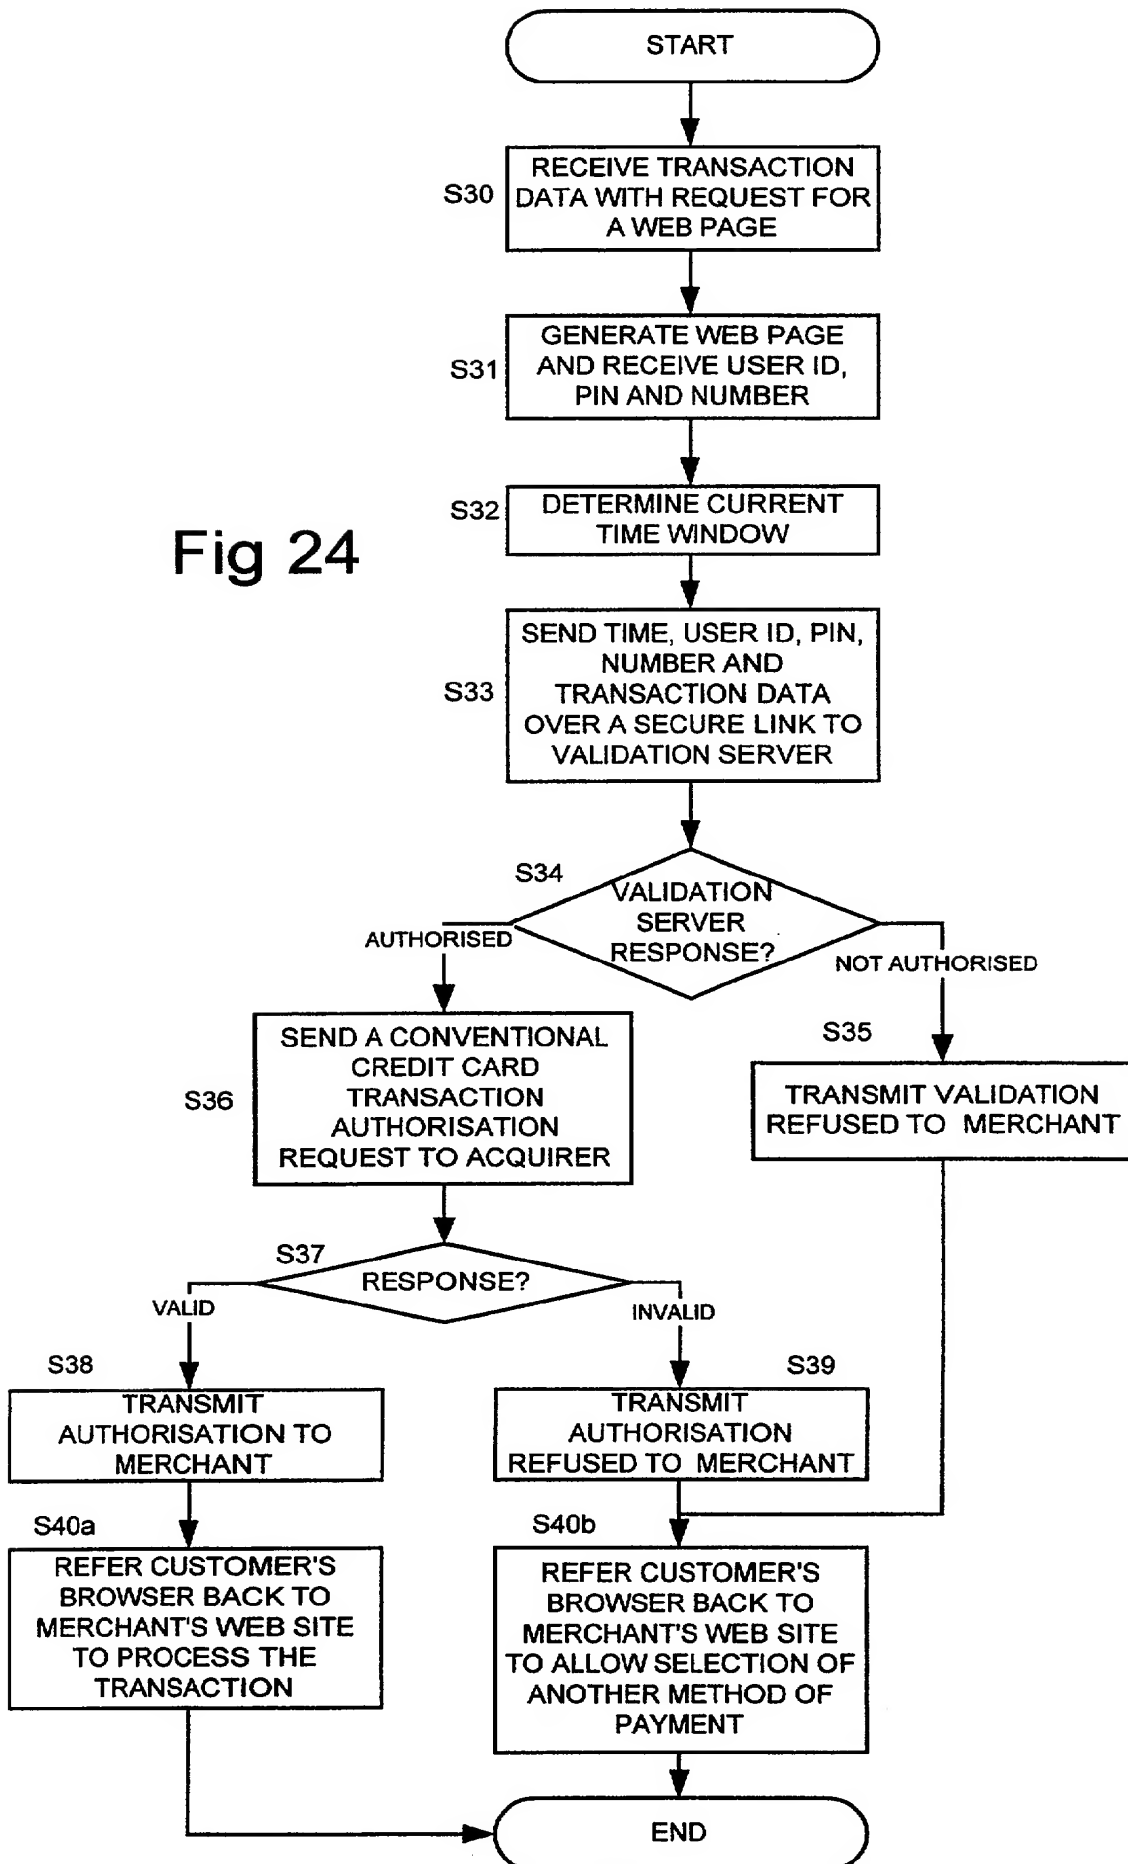 START
S30
RECEIVE TRANSACTION
DATA WITH REQUEST FOR
A WEB PAGE
S31
GENERATE WEB PAGE
AND RECEIVE USER ID,
PIN AND NUMBER
S32
DETERMINE CURRENT
TIME WINDOW
Fig 24
S33
SEND TIME, USER ID, PIN,
NUMBER AND
TRANSACTION DATA
OVER A SECURE LINK TO
VALIDATION SERVER
S34
VALIDATION
SERVER
RESPONSE?
AUTHORISED
NOT AUTHORISED
S36
SEND A CONVENTIONAL
CREDIT CARD
TRANSACTION
AUTHORISATION
REQUEST TO ACQUIRER
S35
TRANSMIT VALIDATION
REFUSED TO MERCHANT
S37
RESPONSE?
VALID
INVALID
S38
TRANSMIT
AUTHORISATION TO
MERCHANT
S39
TRANSMIT
AUTHORISATION
REFUSED TO MERCHANT
S40a
REFER CUSTOMER'S
BROWSER BACK TO
MERCHANT'S WEB SITE
TO PROCESS THE
TRANSACTION
S40b
REFER CUSTOMER'S
BROWSER BACK TO
MERCHANT'S WEB SITE
TO ALLOW SELECTION OF
ANOTHER METHOD OF
PAYMENT
END